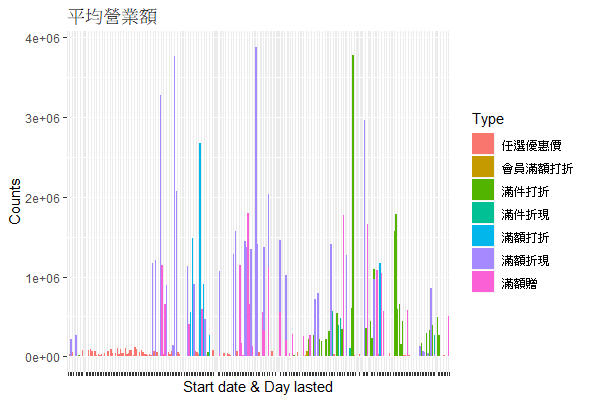 平均營業額
4e+06
3e+06
2e+06
1e+06
0e+00
Counts
Start date & Day lasted
Type
任選優惠價
會員滿額打折
滿件打折
滿件折現
滿額打折
滿額折現
滿額贈